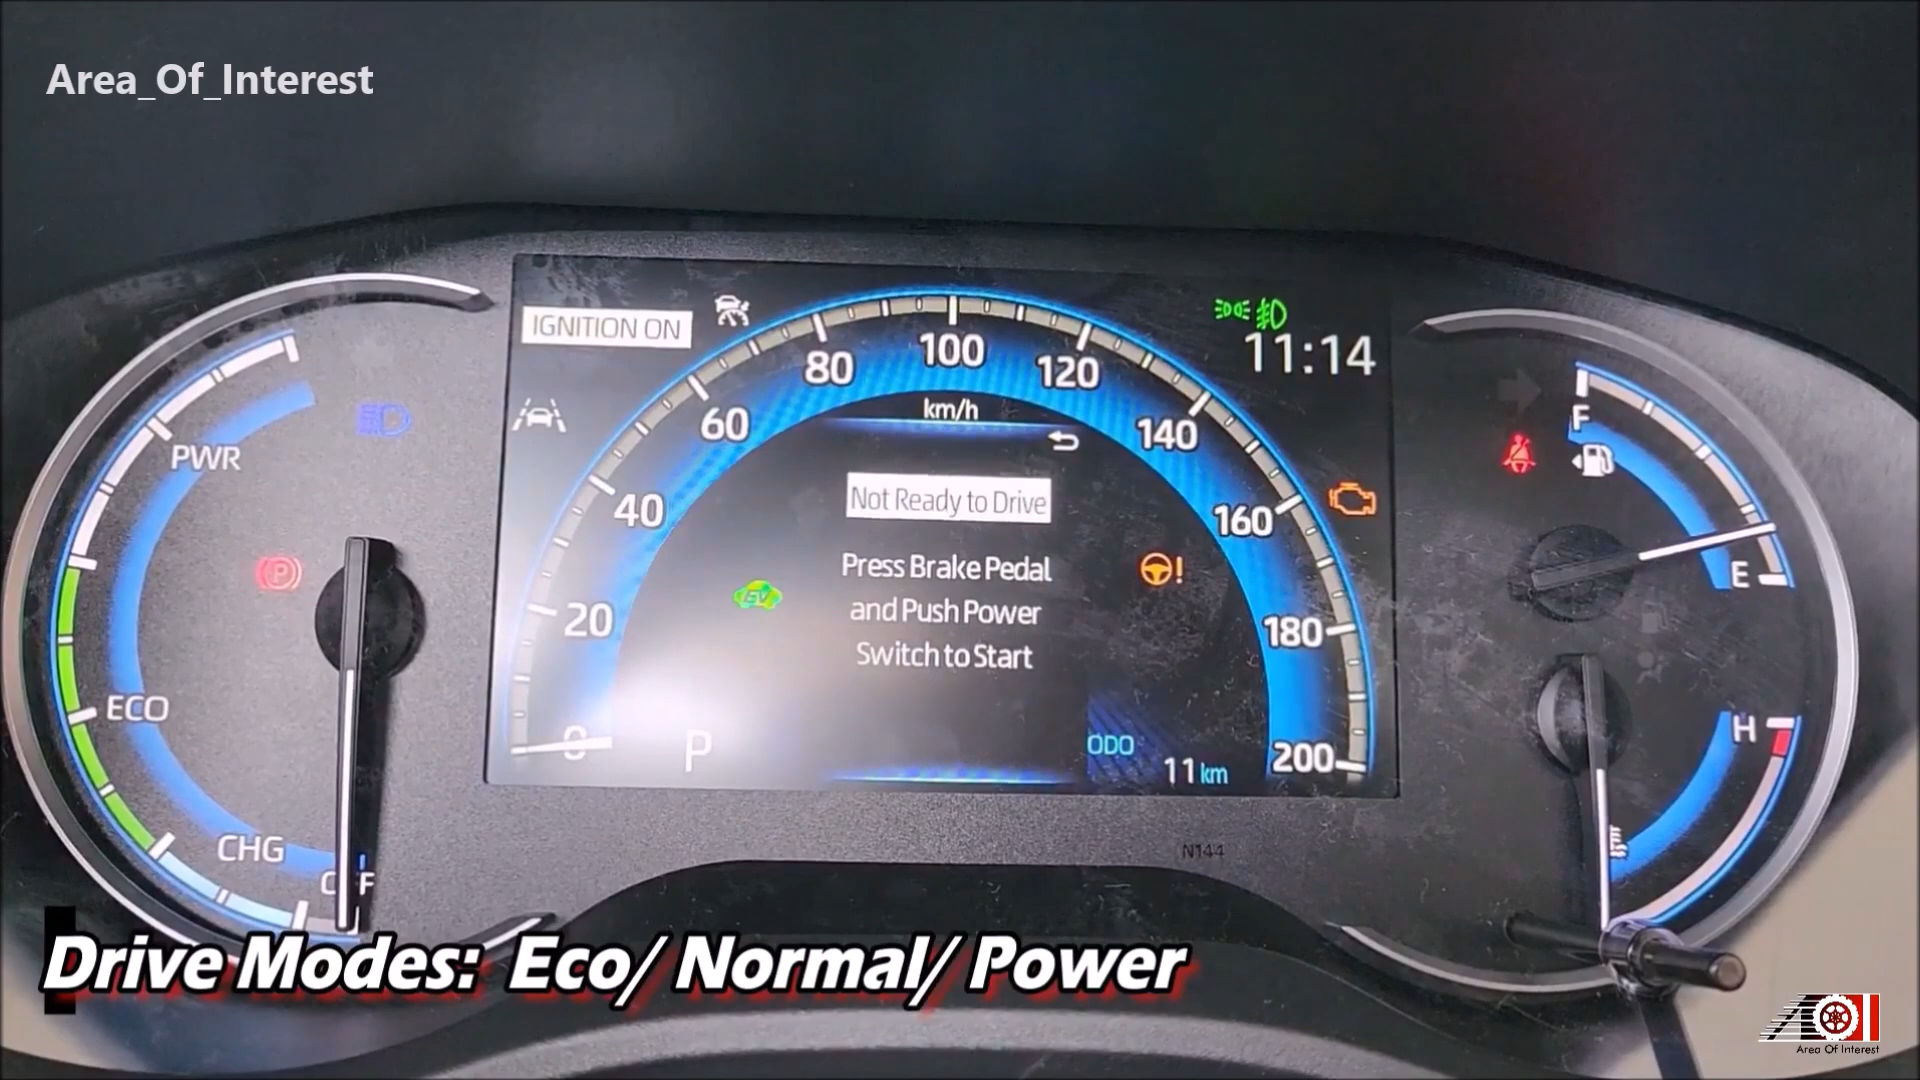 Area_Of_Interest
IGNITION ON
11:14
0
20
40
60
80
100
120
140
160
180
200
km/h
Not Ready to Drive
Press Brake Pedal
and Push Power
Switch to Start
EV
P
ODO
11 km
PWR
ECO
CHG
F
E
H
N144
Drive Modes: Eco/ Normal/ Power
AOI
Area Of Interest